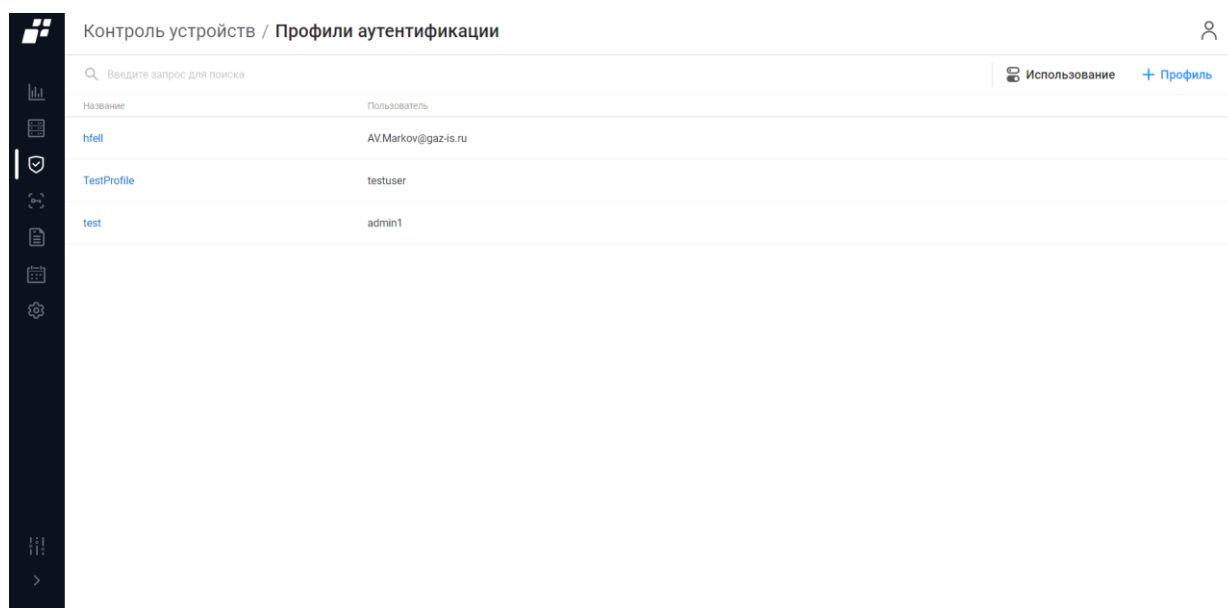 Контроль устройств / Профили аутентификации
Введите запрос для поиска
Использование
+ Профиль
Название Пользователь
hfell AV.Markov@gaz-is.ru
TestProfile testuser
test admin1